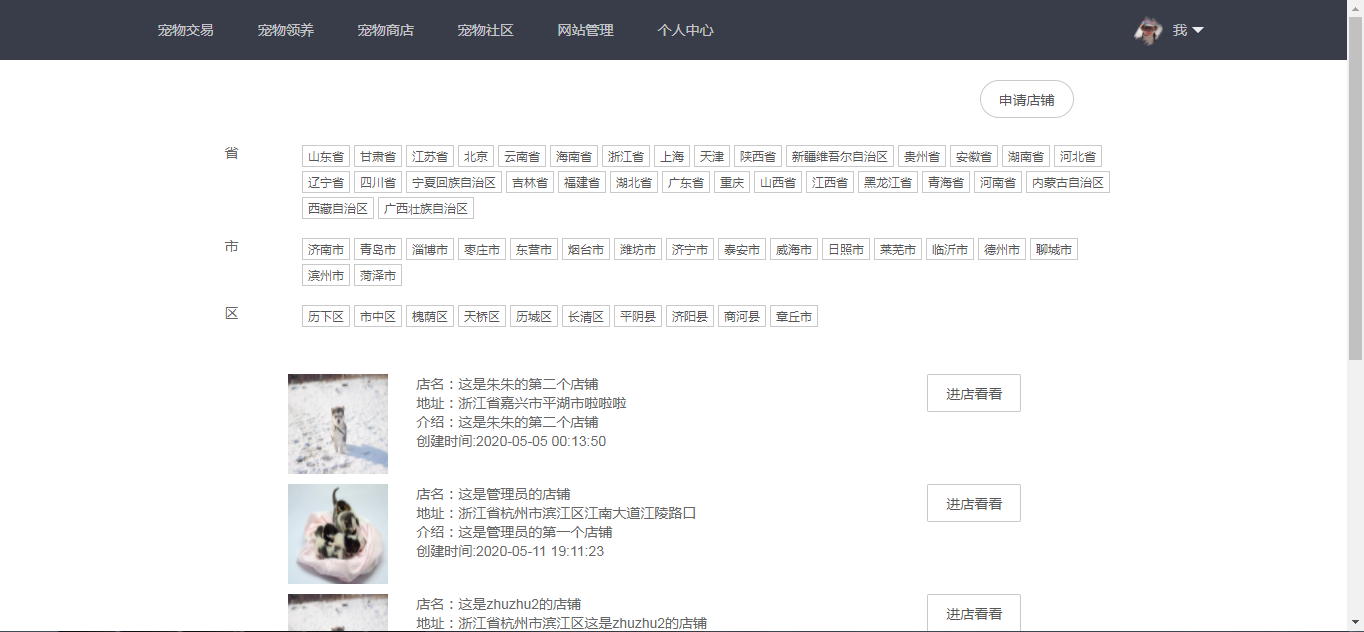 宠物交易 宠物领养 宠物商店 宠物社区 网站管理 个人中心 我
申请店铺
省 山东省 甘肃省 江苏省 北京 云南省 海南省 浙江省 上海 天津 陕西省 新疆维吾尔自治区 贵州省 安徽省 湖南省 河北省
辽宁省 四川省 宁夏回族自治区 吉林省 福建省 湖北省 广东省 重庆 山西省 江西省 黑龙江省 青海省 河南省 内蒙古自治区
西藏自治区 广西壮族自治区
市 济南市 青岛市 淄博市 枣庄市 东营市 烟台市 潍坊市 济宁市 泰安市 威海市 日照市 莱芜市 临沂市 德州市 聊城市
滨州市 菏泽市
区 历下区 市中区 槐荫区 天桥区 历城区 长清区 平阴县 济阳县 商河县 章丘市
店名：这是朱朱的第二个店铺
地址：浙江省嘉兴市平湖市啦啦啦
介绍：这是朱朱的第二个店铺
创建时间:2020-05-05 00:13:50
进店看看
店名：这是管理员的店铺
地址：浙江省杭州市滨江区江南大道江陵路口
介绍：这是管理员的第一个店铺
创建时间:2020-05-11 19:11:23
进店看看
店名：这是zhuzhu2的店铺
地址：浙江省杭州市滨江区这是zhuzhu2的店铺
进店看看